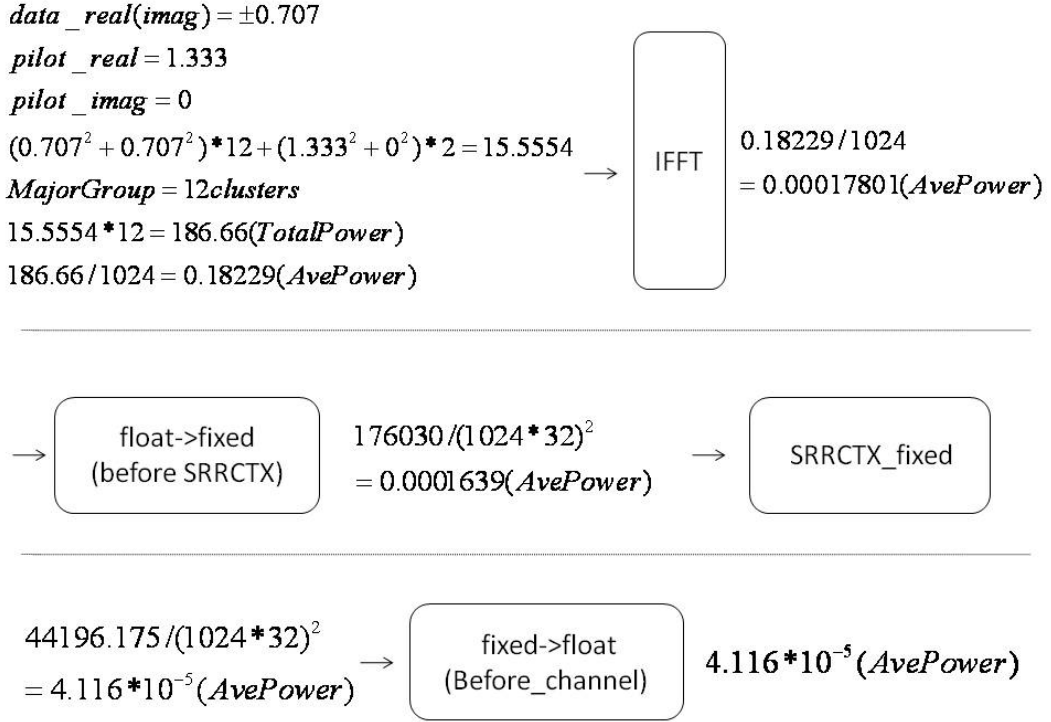 data_real(imag) = ±0.707
pilot_real = 1.333
pilot_imag = 0
(0.707² + 0.707²)*12 + (1.333² + 0²)*2 = 15.5554
MajorGroup = 12clusters
15.5554*12 = 186.66(TotalPower)
186.66/1024 = 0.18229(AvePower)
IFFT
0.18229/1024
= 0.00017801(AvePower)
float->fixed
(before SRRCTX)
176030/(1024*32)²
= 0.0001639(AvePower)
SRRCTX_fixed
44196.175/(1024*32)²
= 4.116*10⁻⁵(AvePower)
fixed->float
(Before_channel)
4.116*10⁻⁵(AvePower)